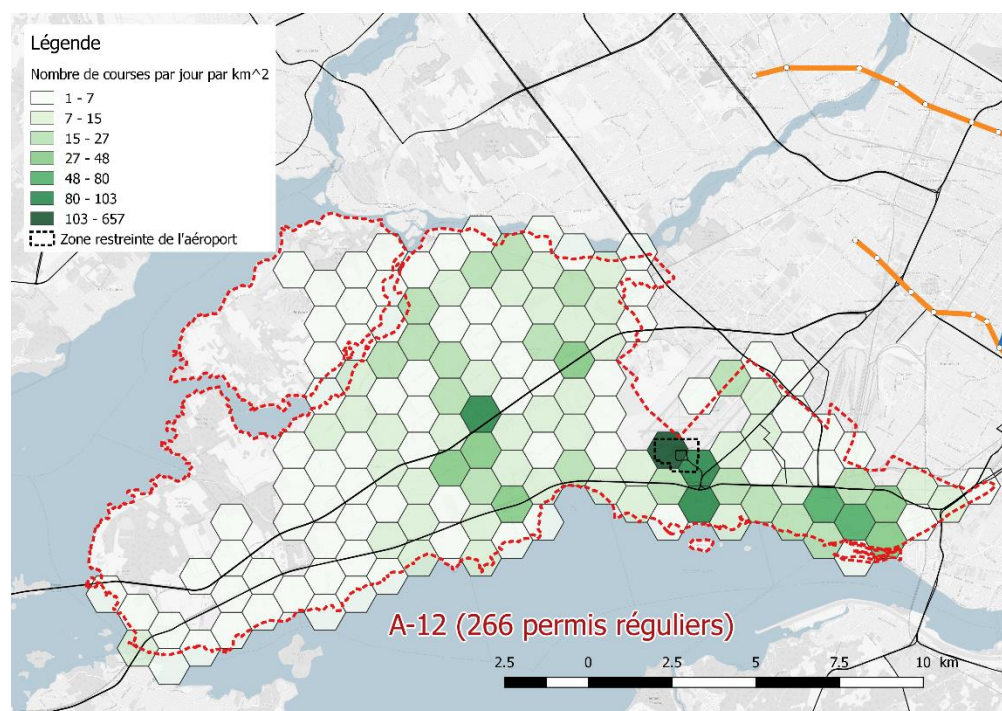 Légende
Nombre de courses par jour par km^2
1 - 7
7 - 15
15 - 27
27 - 48
48 - 80
80 - 103
103 - 657
Zone restreinte de l'aéroport
A-12 (266 permis réguliers)
2.5 0 2.5 5 7.5 10 km